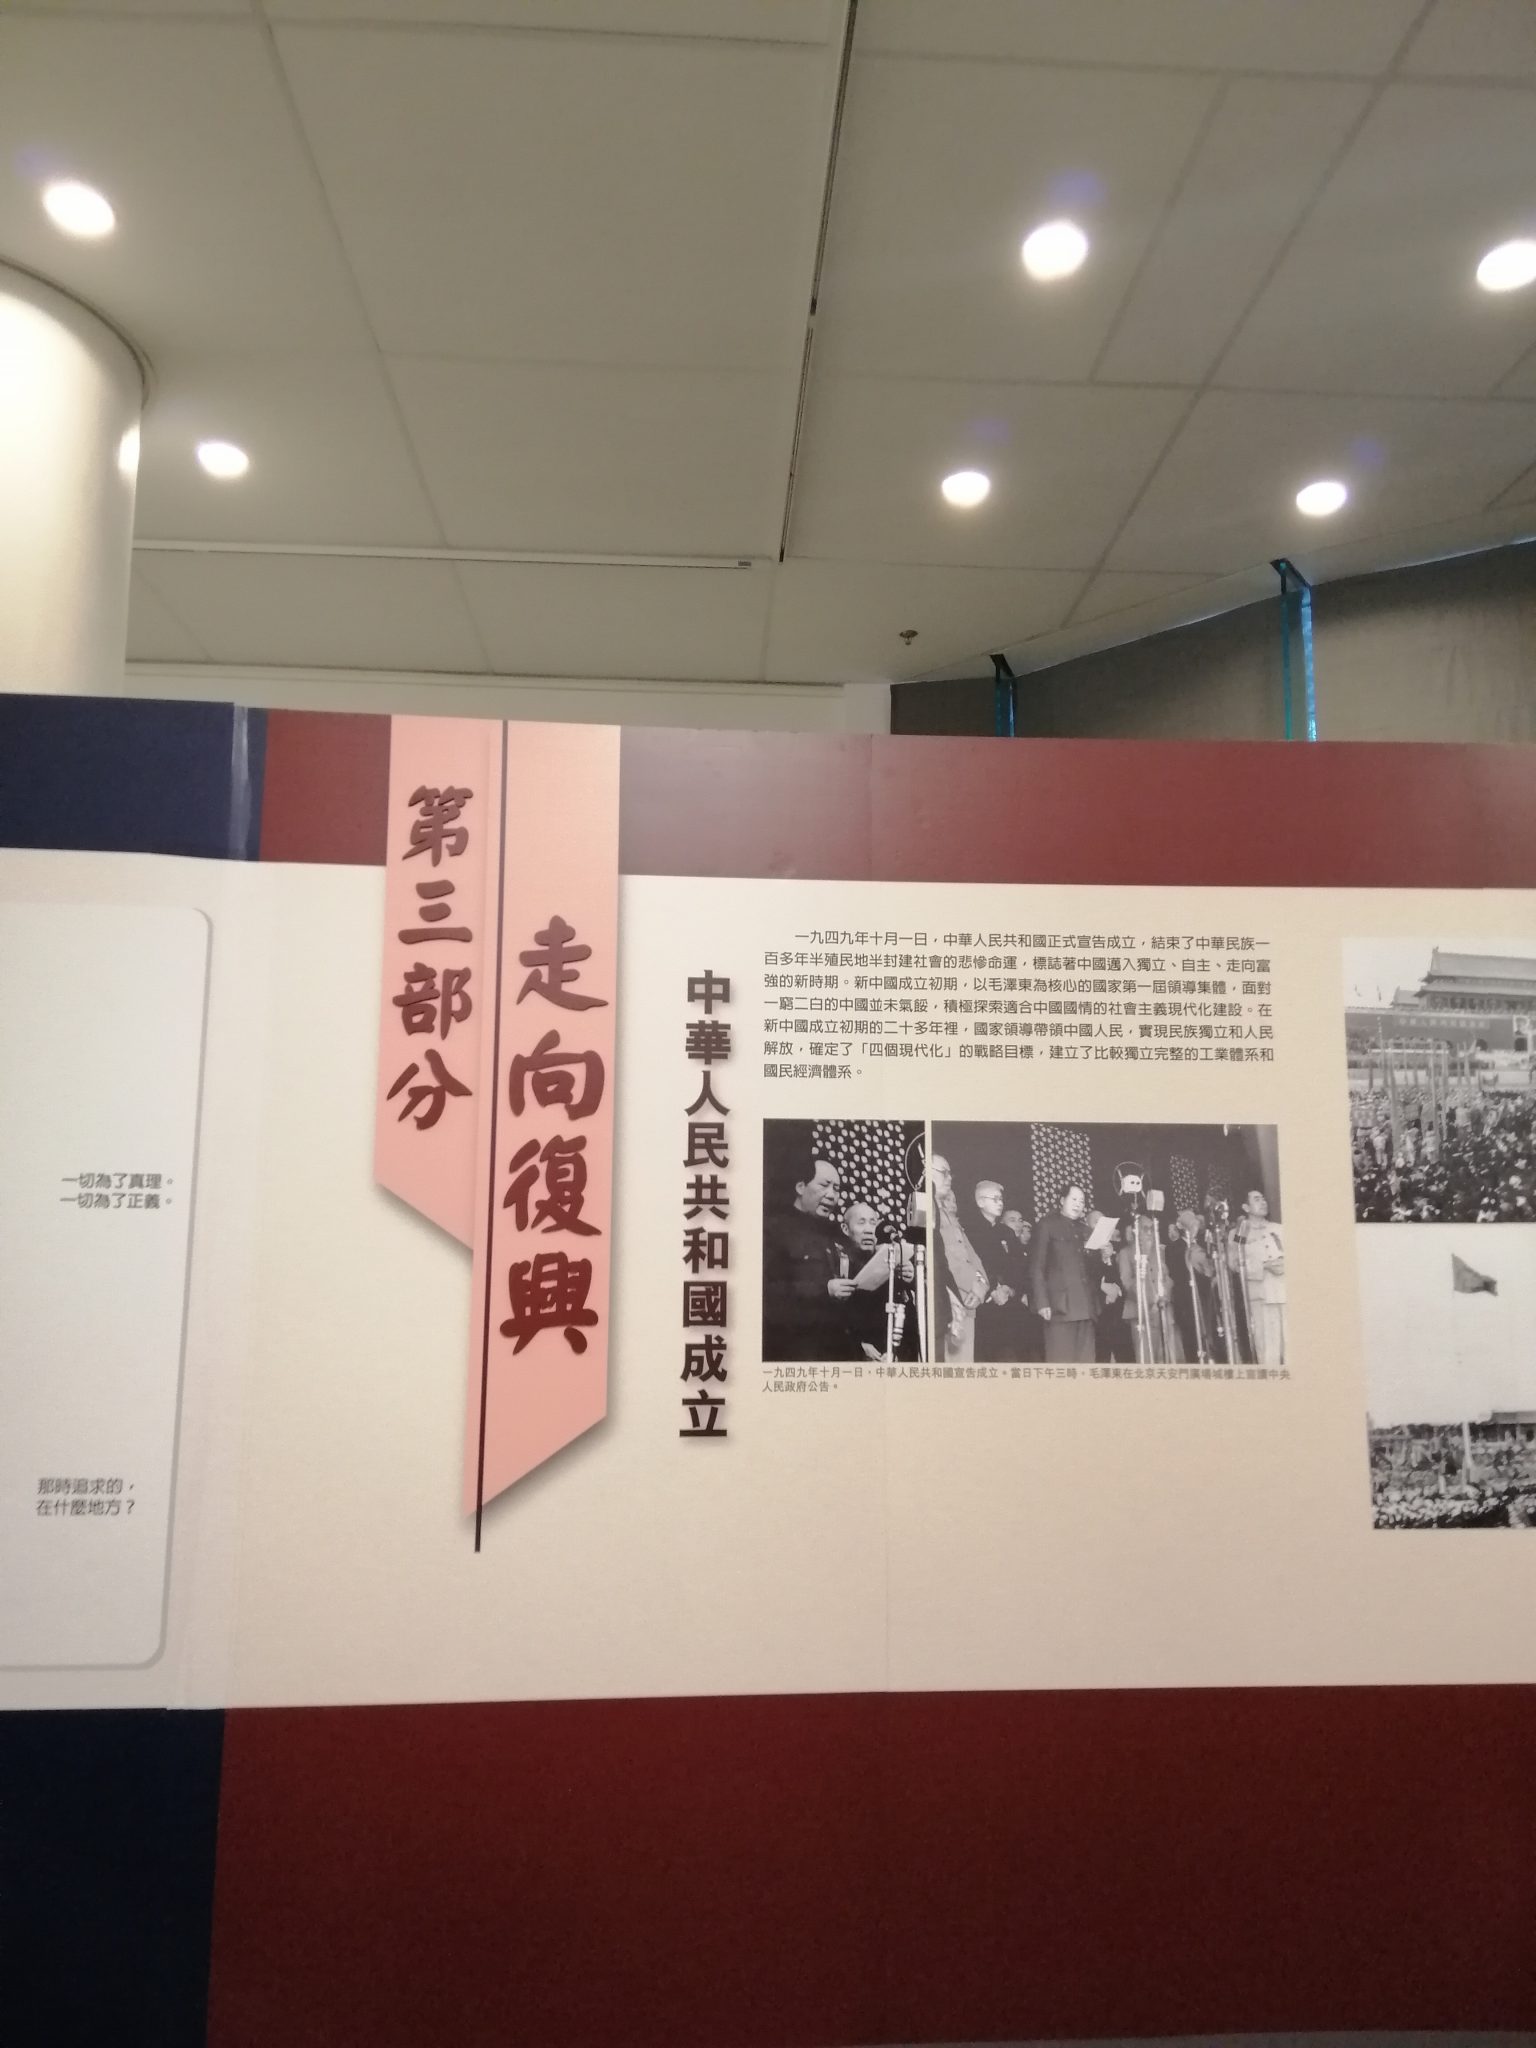 一切為了真理。
一切為了正義。
那時追求的，
在什麼地方？
第三部分
走向復興
中華人民共和國成立
一九四九年十月一日，中華人民共和國正式宣告成立，結束了中華民族一
百多年半殖民地半封建社會的悲慘命運，標誌著中國邁入獨立、自主、走向富
強的新時期。新中國成立初期，以毛澤東為核心的國家第一屆領導集體，面對
一窮二白的中國並未氣餒，積極探索適合中國國情的社會主義現代化建設。在
新中國成立初期的二十多年裡，國家領導帶領中國人民，實現民族獨立和人民
解放，確定了「四個現代化」的戰略目標，建立了比較獨立完整的工業體系和
國民經濟體系。
一九四九年十月一日，中華人民共和國宣告成立。當日下午三時，毛澤東在北京天安門廣場城樓上宣讀中央
人民政府公告。